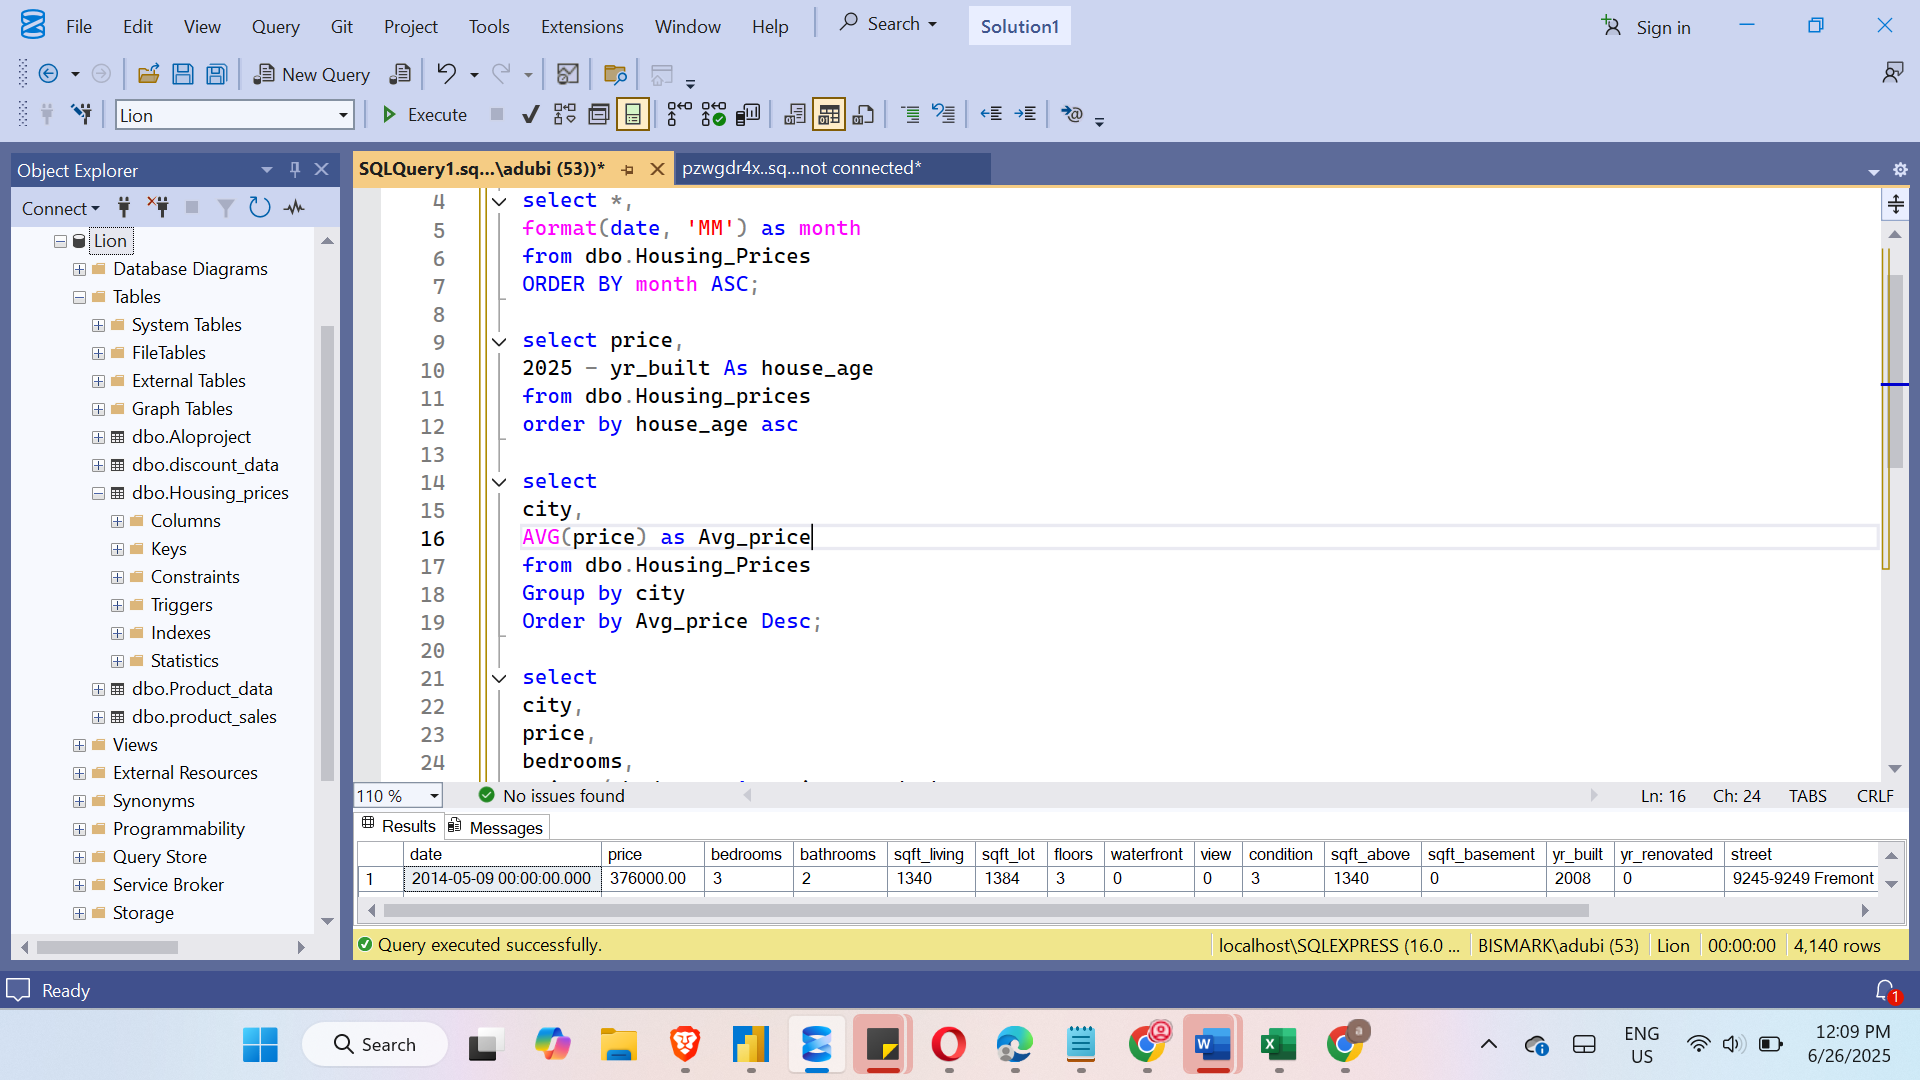 File Edit View Query Git Project Tools Extensions Window Help Search Solution1 Sign in
New Query
Lion Execute
Object Explorer
Connect
Lion
Database Diagrams
Tables
System Tables
FileTables
External Tables
Graph Tables
dbo.Aloproject
dbo.discount_data
dbo.Housing_prices
Columns
Keys
Constraints
Triggers
Indexes
Statistics
dbo.Product_data
dbo.product_sales
Views
External Resources
Synonyms
Programmability
Query Store
Service Broker
Storage
SQLQuery1.sq...\adubi (53))* pzwgdr4x..sq...not connected*
4 select *,
5 format(date, 'MM') as month
6 from dbo.Housing_Prices
7 ORDER BY month ASC;
8
9 select price,
10 2025 - yr_built As house_age
11 from dbo.Housing_prices
12 order by house_age asc
13
14 select
15 city,
16 AVG(price) as Avg_price
17 from dbo.Housing_Prices
18 Group by city
19 Order by Avg_price Desc;
20
21 select
22 city,
23 price,
24 bedrooms,
110 % No issues found Ln: 16 Ch: 24 TABS CRLF
Results Messages
date price bedrooms bathrooms sqft_living sqft_lot floors waterfront view condition sqft_above sqft_basement yr_built yr_renovated street
1 2014-05-09 00:00:00.000 376000.00 3 2 1340 1384 3 0 0 3 1340 0 2008 0 9245-9249 Fremont
Query executed successfully. localhost\SQLEXPRESS (16.0 ... BISMARK\adubi (53) Lion 00:00:00 4,140 rows
Ready 1
Search ENG US 12:09 PM
6/26/2025